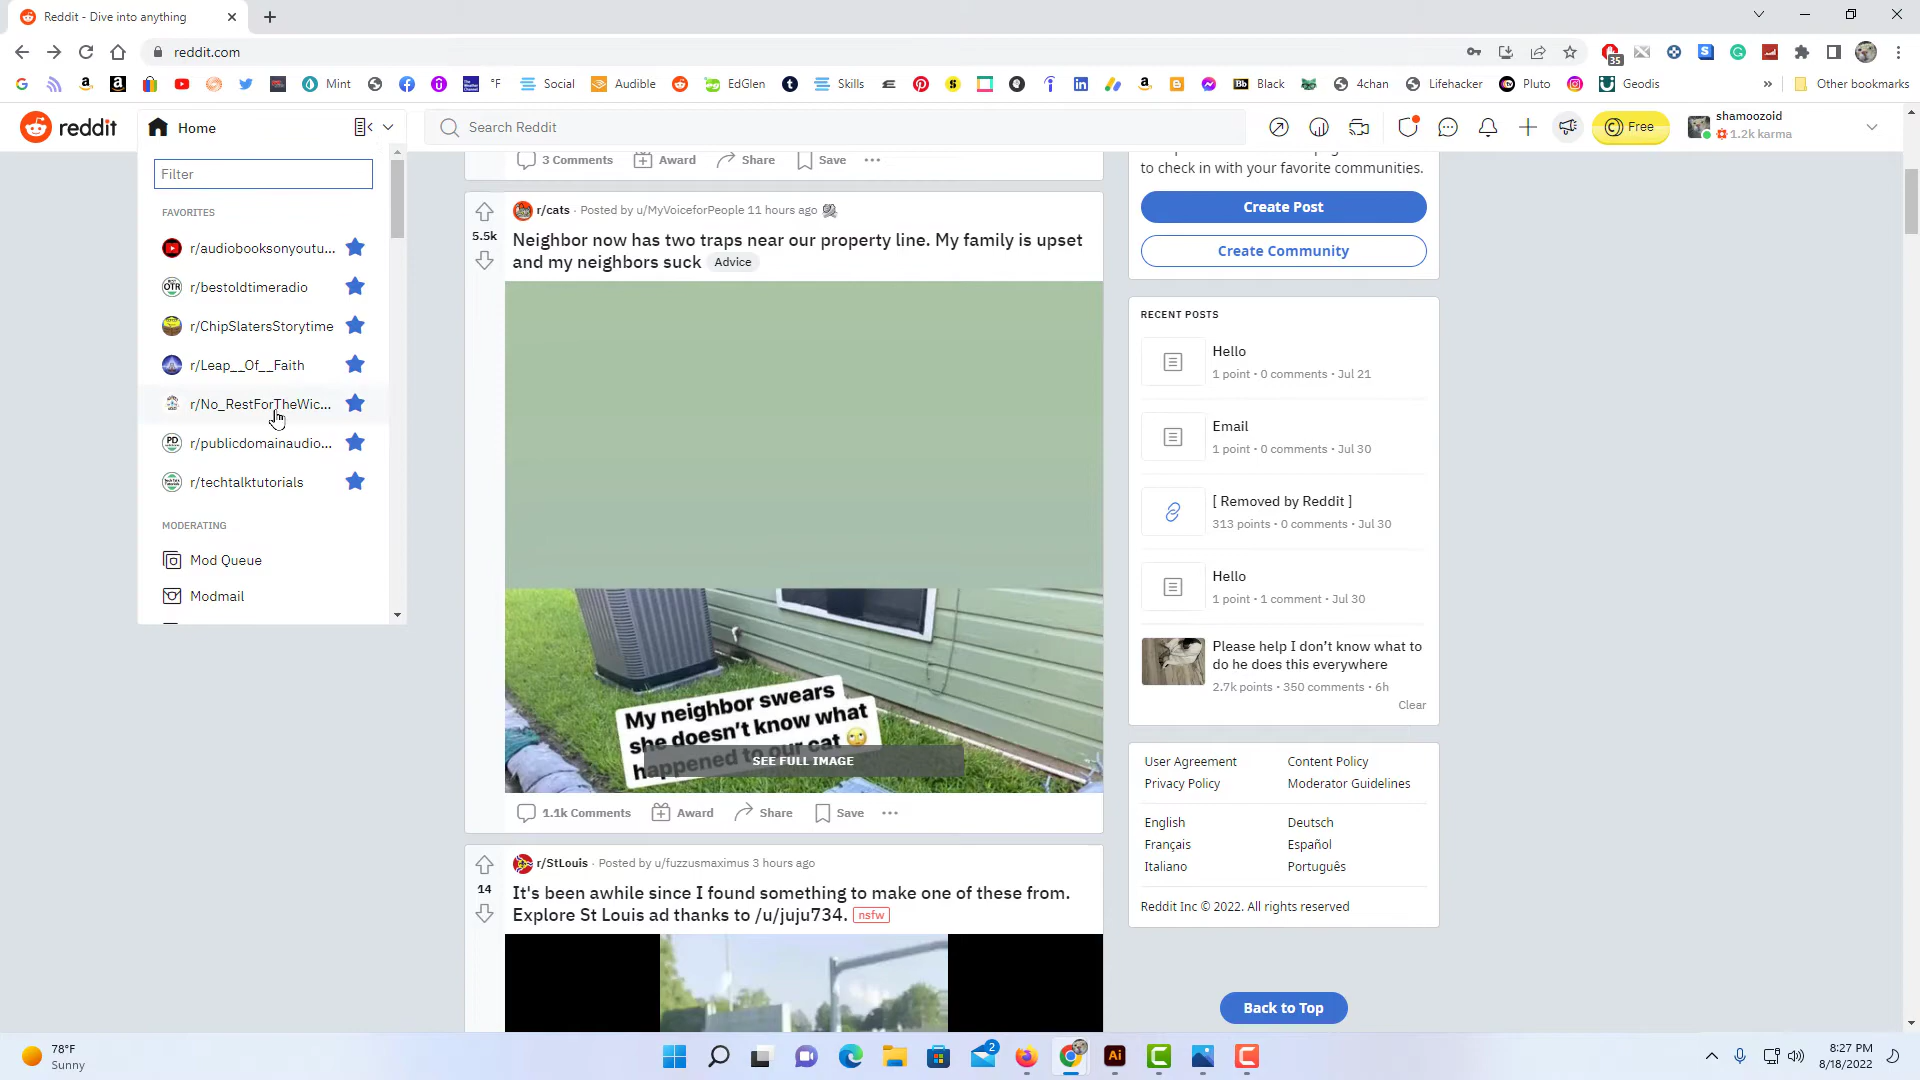 Reddit - Dive into anything
reddit.com
35
Mint
°F
Social
Audible
EdGlen
Skills
Black
4chan
Lifehacker
Pluto
Geodis
»
Other bookmarks
reddit
Home
Search Reddit
Free
shamoozoid
1.2k karma
Filter
FAVORITES
r/audiobooksonyoutu...
r/bestoldtimeradio
r/ChipSlatersStorytime
r/Leap__Of__Faith
r/No_RestForTheWic...
r/publicdomainaudio...
r/techtalktutorials
MODERATING
Mod Queue
Modmail
3 Comments Award Share Save ...
r/cats · Posted by u/MyVoiceforPeople 11 hours ago
5.5k
Neighbor now has two traps near our property line. My family is upset
and my neighbors suck Advice
My neighbor swears
she doesn't know what
happened to our cat 🙄
SEE FULL IMAGE
1.1k Comments Award Share Save ...
r/StLouis · Posted by u/fuzzusmaximus 3 hours ago
14
It's been awhile since I found something to make one of these from.
Explore St Louis ad thanks to /u/juju734. nsfw
to check in with your favorite communities.
Create Post
Create Community
RECENT POSTS
Hello
1 point · 0 comments · Jul 21
Email
1 point · 0 comments · Jul 30
[ Removed by Reddit ]
313 points · 0 comments · Jul 30
Hello
1 point · 1 comment · Jul 30
Please help I don't know what to
do he does this everywhere
2.7k points · 350 comments · 6h
Clear
User Agreement Content Policy
Privacy Policy Moderator Guidelines
English Deutsch
Français Español
Italiano Português
Reddit Inc © 2022. All rights reserved
Back to Top
78°F
Sunny
2
Ai
8:27 PM
8/18/2022